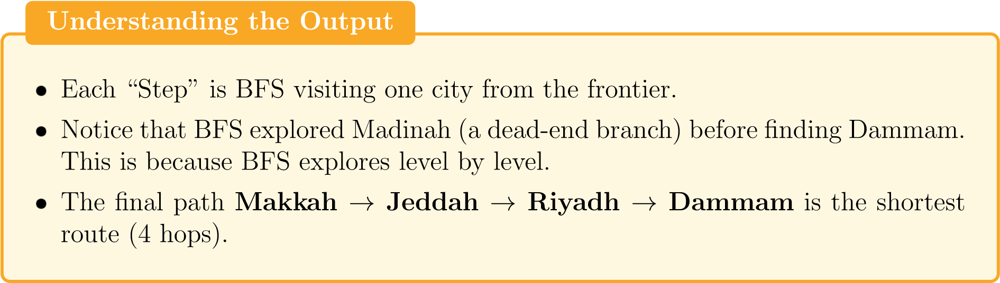 Understanding the Output
• Each “Step” is BFS visiting one city from the frontier.
• Notice that BFS explored Madinah (a dead-end branch) before finding Dammam.
This is because BFS explores level by level.
• The final path Makkah → Jeddah → Riyadh → Dammam is the shortest
route (4 hops).